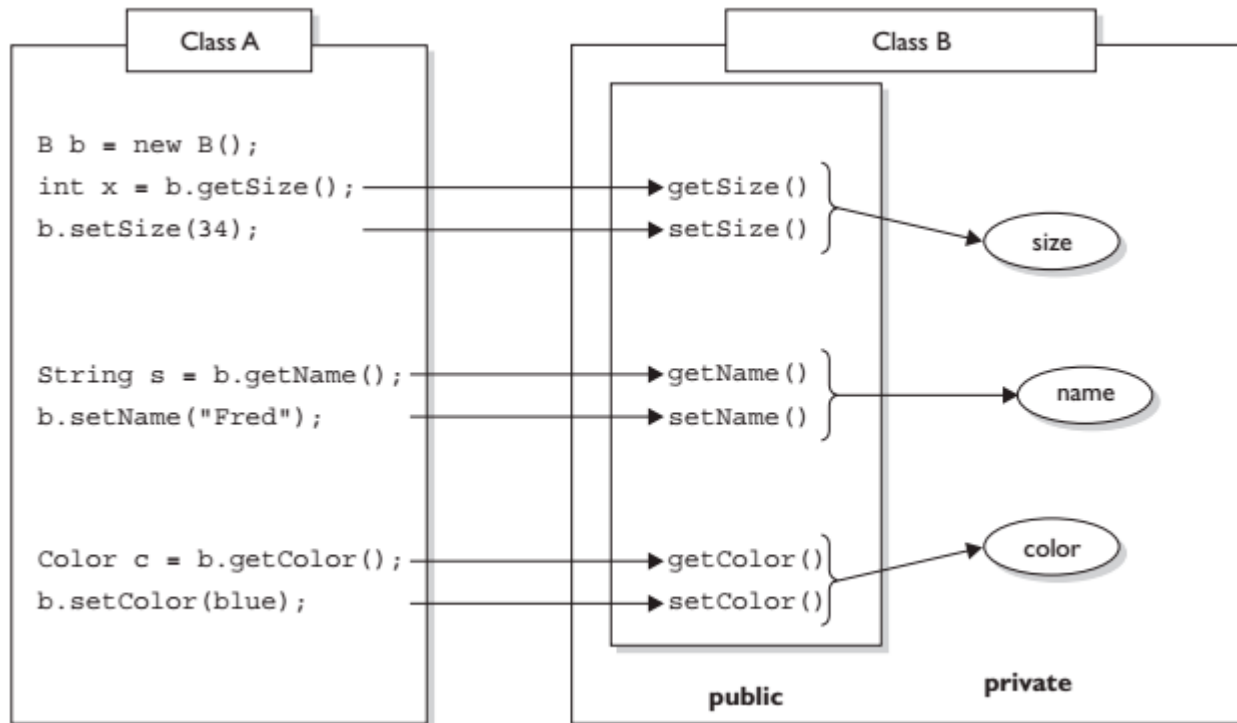 Class A
B b = new B();
int x = b.getSize();
b.setSize(34);
String s = b.getName();
b.setName("Fred");
Color c = b.getColor();
b.setColor(blue);
Class B
getSize()
setSize()
size
getName()
setName()
name
getColor()
setColor()
color
public
private